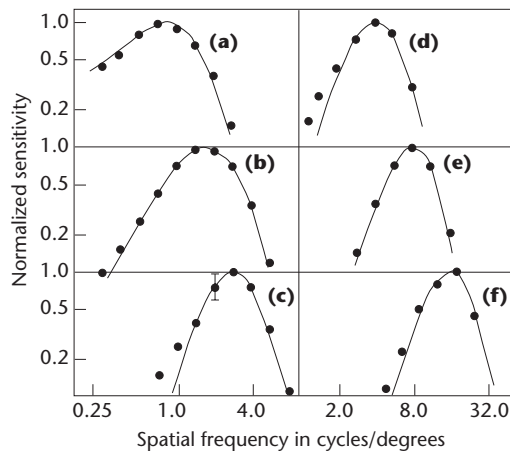 1.0
0.5
0.2
1.0
0.5
0.2
1.0
0.5
0.2
Normalized sensitivity
(a)
(d)
(b)
(e)
(c)
(f)
0.25 1.0 4.0 2.0 8.0 32.0
Spatial frequency in cycles/degrees